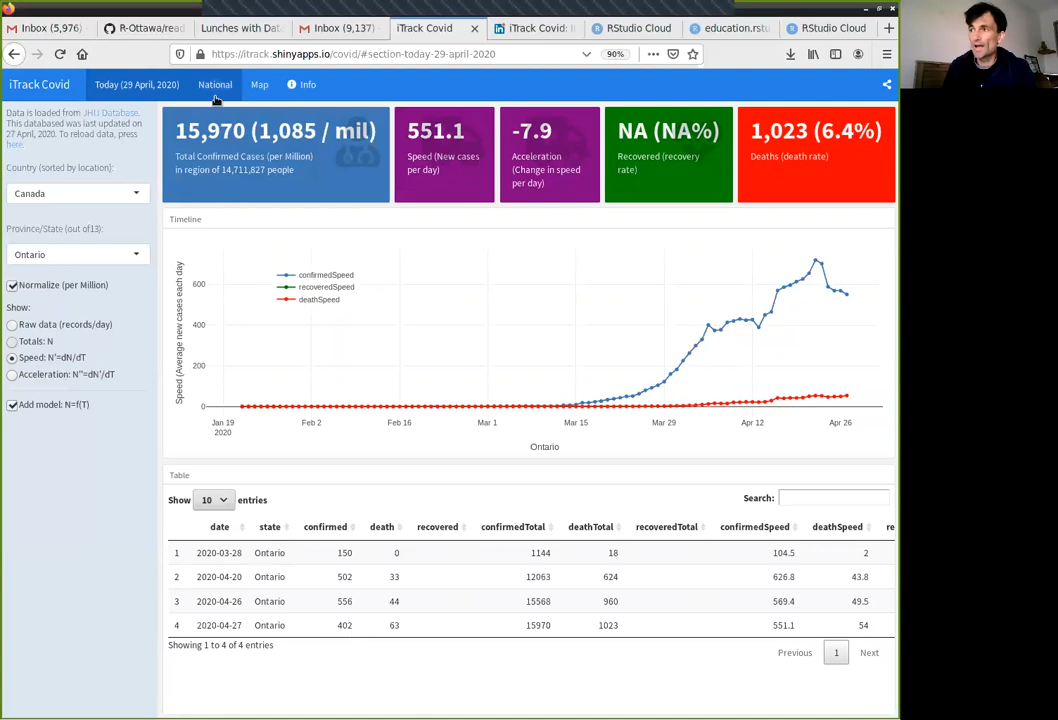 Inbox (5,976)
R-Ottawa/read
Lunches with Dat
Inbox (9,137)
iTrack Covid
iTrack Covid:
RStudio Cloud
education.rstu
RStudio Cloud
https://itrack.shinyapps.io/covid/#section-today-29-april-2020
90%
iTrack Covid
Today (29 April, 2020)
National
Map
Info
Data is loaded from JHU Database.
This databased was last updated on
27 April, 2020. To reload data, press
here.
Country (sorted by location):
Canada
Province/State (out of13):
Ontario
Normalize (per Million)
Show:
Raw data (records/day)
Totals: N
Speed: N'=dN/dT
Acceleration: N''=dN'/dT
Add model: N=f(T)
15,970 (1,085 / mil)
Total Confirmed Cases (per Million)
in region of 14,711,827 people
551.1
Speed (New cases
per day)
-7.9
Acceleration
(Change in speed
per day)
NA (NA%)
Recovered (recovery
rate)
1,023 (6.4%)
Deaths (death rate)
Timeline
Speed (Average new cases each day)
600
400
200
0
confirmedSpeed
recoveredSpeed
deathSpeed
Jan 19 Feb 2 Feb 16 Mar 1 Mar 15 Mar 29 Apr 12 Apr 26
2020
Ontario
Table
Show 10 entries
Search:
date state confirmed death recovered confirmedTotal deathTotal recoveredTotal confirmedSpeed deathSpeed re
1 2020-03-28 Ontario 150 0 1144 18 104.5 2
2 2020-04-20 Ontario 502 33 12063 624 626.8 43.8
3 2020-04-26 Ontario 556 44 15568 960 569.4 49.5
4 2020-04-27 Ontario 402 63 15970 1023 551.1 54
Showing 1 to 4 of 4 entries
Previous 1 Next